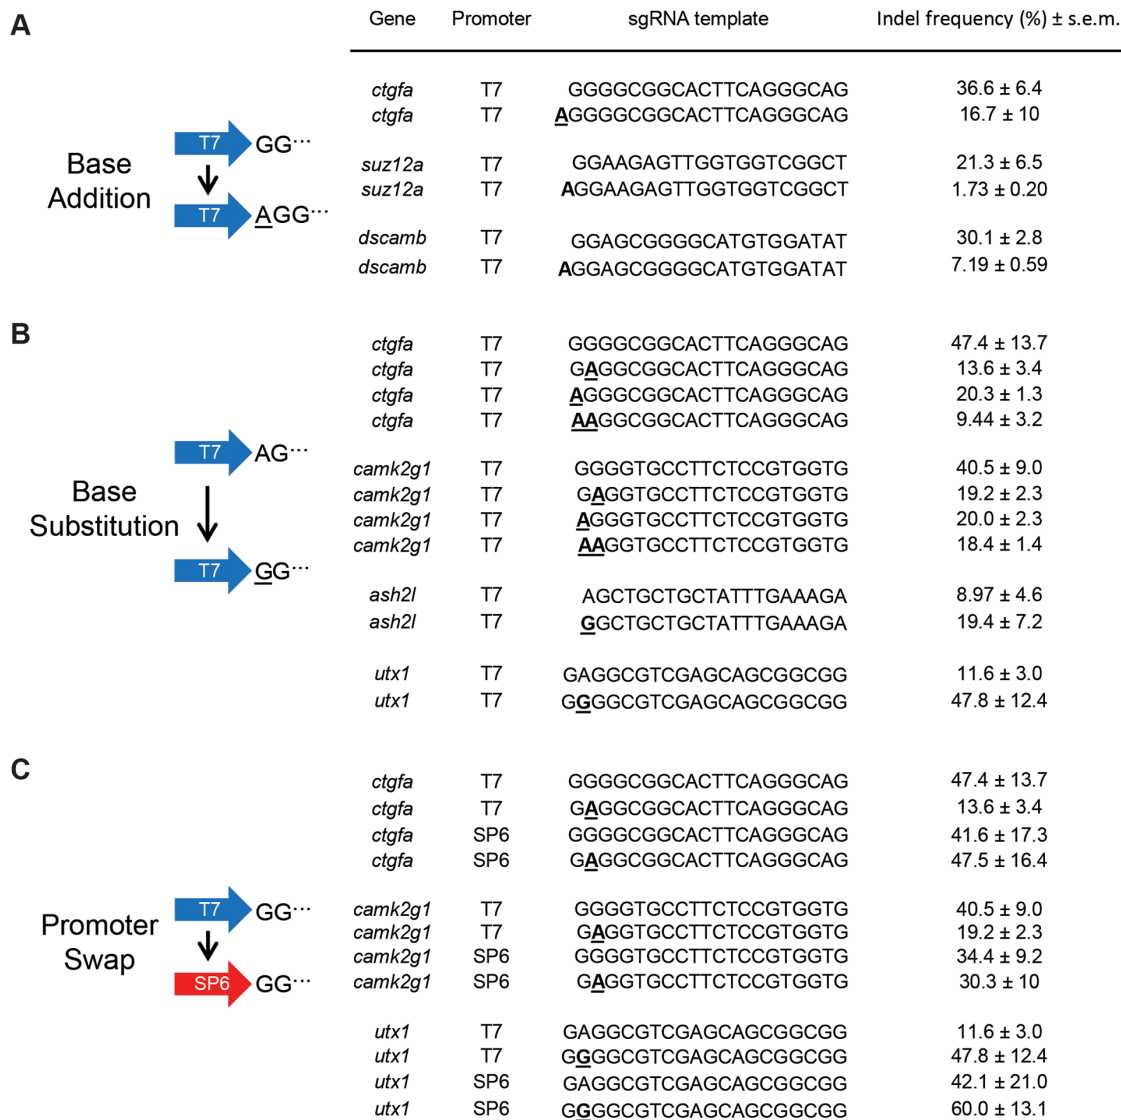 A
Gene Promoter sgRNA template Indel frequency (%) ± s.e.m.
Base
Addition
T7 GG...
T7 AGG...
ctgfa T7 GGGGCGGCACTTCAGGGCAG 36.6 ± 6.4
ctgfa T7 AGGGGCGGCACTTCAGGGCAG 16.7 ± 10
suz12a T7 GGAAGAGTTGGTGGTCGGCT 21.3 ± 6.5
suz12a T7 AGGAAGAGTTGGTGGTCGGCT 1.73 ± 0.20
dscamb T7 GGAGCGGGGCATGTGGATAT 30.1 ± 2.8
dscamb T7 AGGAGCGGGGCATGTGGATAT 7.19 ± 0.59
B
Base
Substitution
T7 AG...
T7 GG...
ctgfa T7 GGGGCGGCACTTCAGGGCAG 47.4 ± 13.7
ctgfa T7 GAGGCGGCACTTCAGGGCAG 13.6 ± 3.4
ctgfa T7 AGGGCGGCACTTCAGGGCAG 20.3 ± 1.3
ctgfa T7 AAGGCGGCACTTCAGGGCAG 9.44 ± 3.2
camk2g1 T7 GGGGTGCCTTCTCCGTGGTG 40.5 ± 9.0
camk2g1 T7 GAGGTGCCTTCTCCGTGGTG 19.2 ± 2.3
camk2g1 T7 AGGGTGCCTTCTCCGTGGTG 20.0 ± 2.3
camk2g1 T7 AAGGTGCCTTCTCCGTGGTG 18.4 ± 1.4
ash2l T7 AGCTGCTGCTATTTGAAAGA 8.97 ± 4.6
ash2l T7 GGCTGCTGCTATTTGAAAGA 19.4 ± 7.2
utx1 T7 GAGGCGTCGAGCAGCGGCGG 11.6 ± 3.0
utx1 T7 GGGGCGTCGAGCAGCGGCGG 47.8 ± 12.4
C
Promoter
Swap
T7 GG...
SP6 GG...
ctgfa T7 GGGGCGGCACTTCAGGGCAG 47.4 ± 13.7
ctgfa T7 GAGGCGGCACTTCAGGGCAG 13.6 ± 3.4
ctgfa SP6 GGGGCGGCACTTCAGGGCAG 41.6 ± 17.3
ctgfa SP6 GAGGCGGCACTTCAGGGCAG 47.5 ± 16.4
camk2g1 T7 GGGGTGCCTTCTCCGTGGTG 40.5 ± 9.0
camk2g1 T7 GAGGTGCCTTCTCCGTGGTG 19.2 ± 2.3
camk2g1 SP6 GGGGTGCCTTCTCCGTGGTG 34.4 ± 9.2
camk2g1 SP6 GAGGTGCCTTCTCCGTGGTG 30.3 ± 10
utx1 T7 GAGGCGTCGAGCAGCGGCGG 11.6 ± 3.0
utx1 T7 GGGGCGTCGAGCAGCGGCGG 47.8 ± 12.4
utx1 SP6 GAGGCGTCGAGCAGCGGCGG 42.1 ± 21.0
utx1 SP6 GGGGCGTCGAGCAGCGGCGG 60.0 ± 13.1